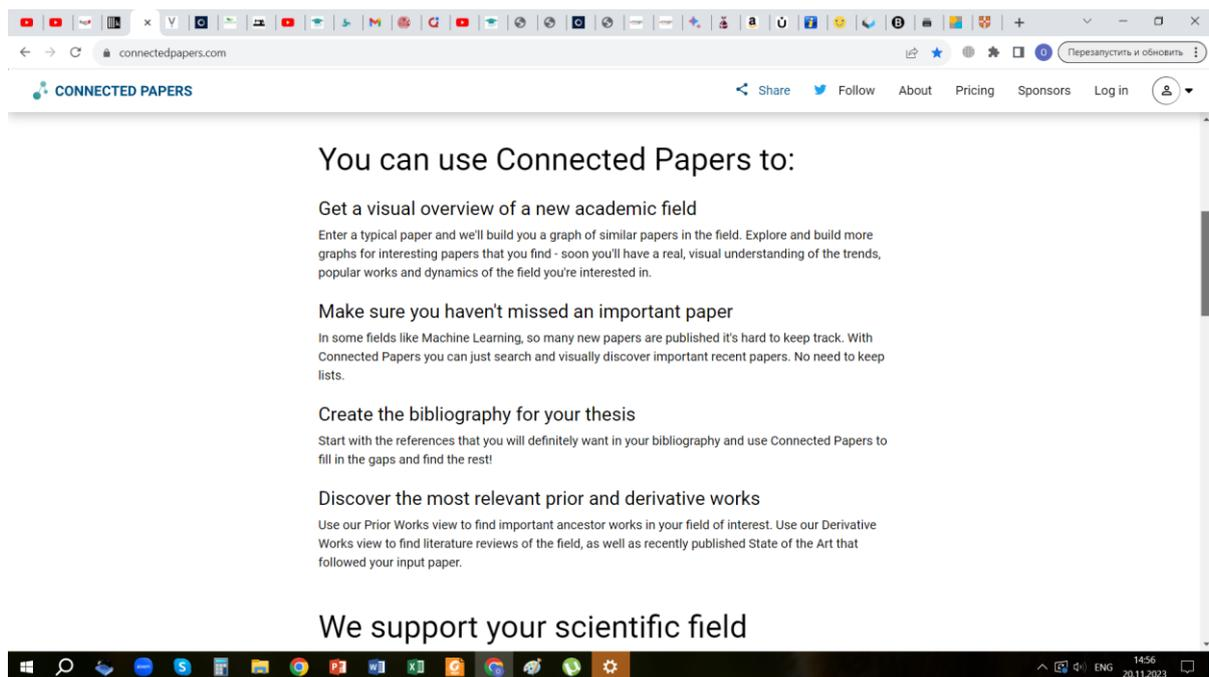 connectedpapers.com
Перезапустить и обновить
CONNECTED PAPERS
Share Follow About Pricing Sponsors Log in
You can use Connected Papers to:
Get a visual overview of a new academic field
Enter a typical paper and we'll build you a graph of similar papers in the field. Explore and build more
graphs for interesting papers that you find - soon you'll have a real, visual understanding of the trends,
popular works and dynamics of the field you're interested in.
Make sure you haven't missed an important paper
In some fields like Machine Learning, so many new papers are published it's hard to keep track. With
Connected Papers you can just search and visually discover important recent papers. No need to keep
lists.
Create the bibliography for your thesis
Start with the references that you will definitely want in your bibliography and use Connected Papers to
fill in the gaps and find the rest!
Discover the most relevant prior and derivative works
Use our Prior Works view to find important ancestor works in your field of interest. Use our Derivative
Works view to find literature reviews of the field, as well as recently published State of the Art that
followed your input paper.
We support your scientific field
ENG
14:56
20.11.2023